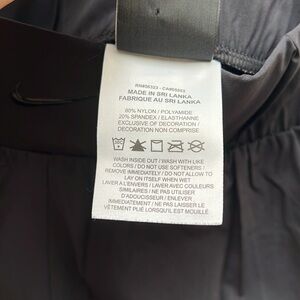 MADE IN SRI LANKA
FABRIQUE AU SRI LANKA
80% NYLON / POLYAMIDE
20% SPANDEX / ELASTHANNE
EXCLUSIVE OF DECORATION /
DECORATION NON COMPRISE
WASH INSIDE OUT / WASH WITH LIKE
COLORS / DO NOT USE SOFTENERS /
REMOVE IMMEDIATELY / DO NOT ALLOW TO
LAY ON ITSELF WHEN WET
LAVER A L'ENVERS / LAVER AVEC COULEURS
SIMILAIRES / NE PAS UTILISER
D'ADOUCISSEUR / ENLEVER
IMMEDIATEMENT / NE PAS LAISSER LE
VÊTEMENT PLIÉ LORSQU'IL EST MOUILLÉ